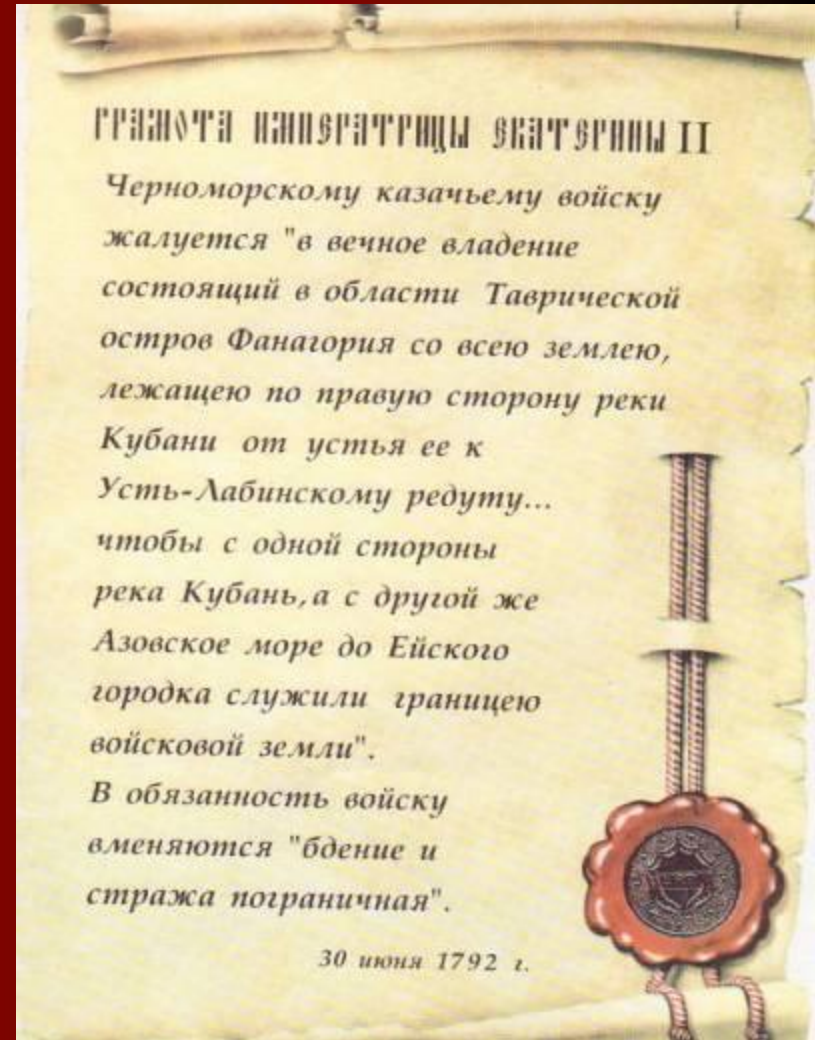 ГРАМОТА ИМПЕРАТРИЦЫ ЕКАТЕРИНЫ II
Черноморскому казачьему войску
жалуется "в вечное владение
состоящий в области Таврической
остров Фанагория со всею землею,
лежащею по правую сторону реки
Кубани от устья ее к
Усть-Лабинскому редуту...
чтобы с одной стороны
река Кубань,а с другой же
Азовское море до Ейского
городка служили границею
войсковой земли".
В обязанность войску
вменяются "бдение и
стража пограничная".
30 июня 1792 г.